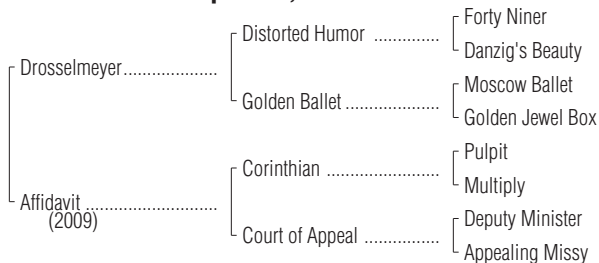 Forty Niner
Distorted Humor ..............
Danzig's Beauty
Drosselmeyer.....................
Moscow Ballet
Golden Ballet .....................
Golden Jewel Box
Pulpit
Corinthian .........................
Multiply
Affidavit .............................
(2009)
Deputy Minister
Court of Appeal .................
Appealing Missy